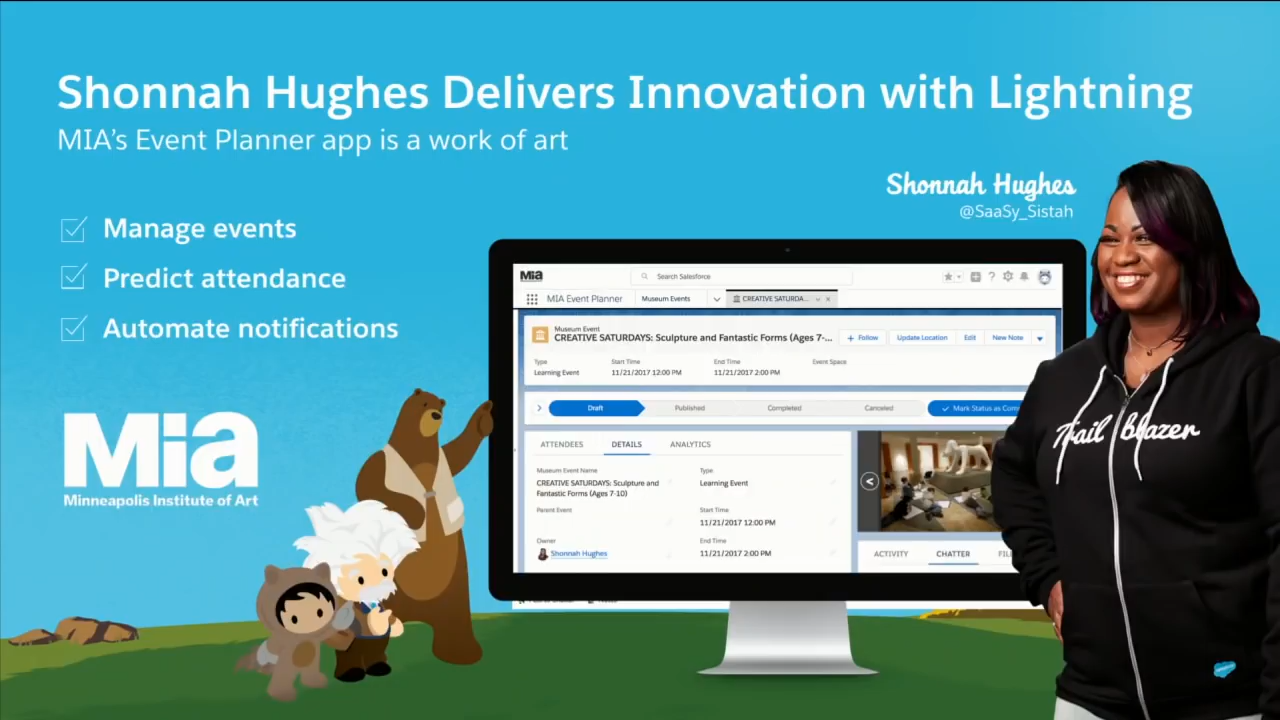 Shonnah Hughes Delivers Innovation with Lightning
MIA's Event Planner app is a work of art
Shonnah Hughes
@SaaSy_Sistah
Manage events
Predict attendance
Automate notifications
Mia
Minneapolis Institute of Art
Mia
Search Salesforce
MIA Event Planner
Museum Events
CREATIVE SATURDA...
Museum Event
CREATIVE SATURDAYS: Sculpture and Fantastic Forms (Ages 7-...
+ Follow
Update Location
Edit
New Note
Type
Start Time
End Time
Event Space
Learning Event
11/21/2017 12:00 PM
11/21/2017 2:00 PM
Draft
Published
Completed
Canceled
Mark Status as Com
ATTENDEES
DETAILS
ANALYTICS
Museum Event Name
CREATIVE SATURDAYS: Sculpture and
Fantastic Forms (Ages 7-10)
Type
Learning Event
Parent Event
Start Time
11/21/2017 12:00 PM
Owner
Shonnah Hughes
End Time
11/21/2017 2:00 PM
ACTIVITY
CHATTER
FIL
Trailblazer